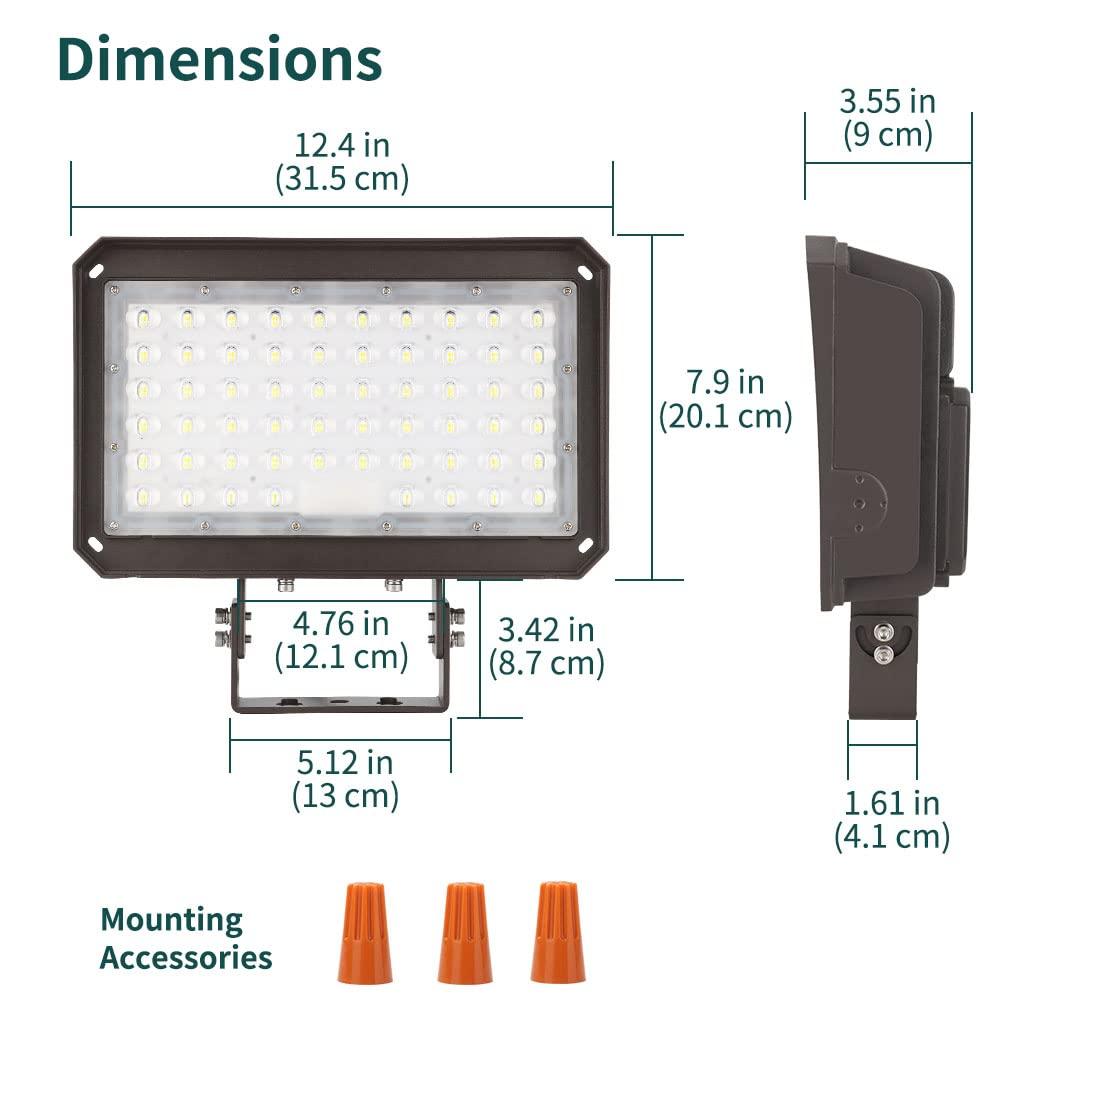 Dimensions
12.4 in
(31.5 cm)
3.55 in
(9 cm)
7.9 in
(20.1 cm)
4.76 in
(12.1 cm)
3.42 in
(8.7 cm)
5.12 in
(13 cm)
1.61 in
(4.1 cm)
Mounting
Accessories